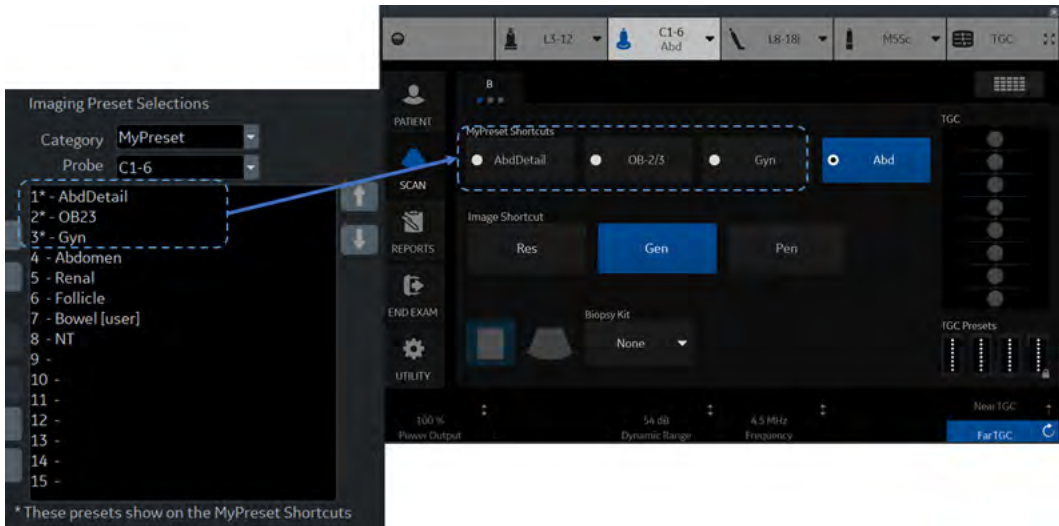 Imaging Preset Selections
Category MyPreset
Probe C1-6
1* - AbdDetail
2* - OB23
3* - Gyn
4 - Abdomen
5 - Renal
6 - Follicle
7 - Bowel [user]
8 - NT
9 -
10 -
11 -
12 -
13 -
14 -
15 -
* These presets show on the MyPreset Shortcuts
L3-12
C1-6
Abd
L8-18i
M5Sc
TGC
PATIENT
SCAN
REPORTS
END EXAM
UTILITY
B
MyPreset Shortcuts
AbdDetail
OB-2/3
Gyn
Abd
Image Shortcut
Res
Gen
Pen
Biopsy Kit
None
TGC
TGC Presets
100 %
Power Output
54 dB
Dynamic Range
4.5 MHz
Frequency
Near TGC
Far TGC